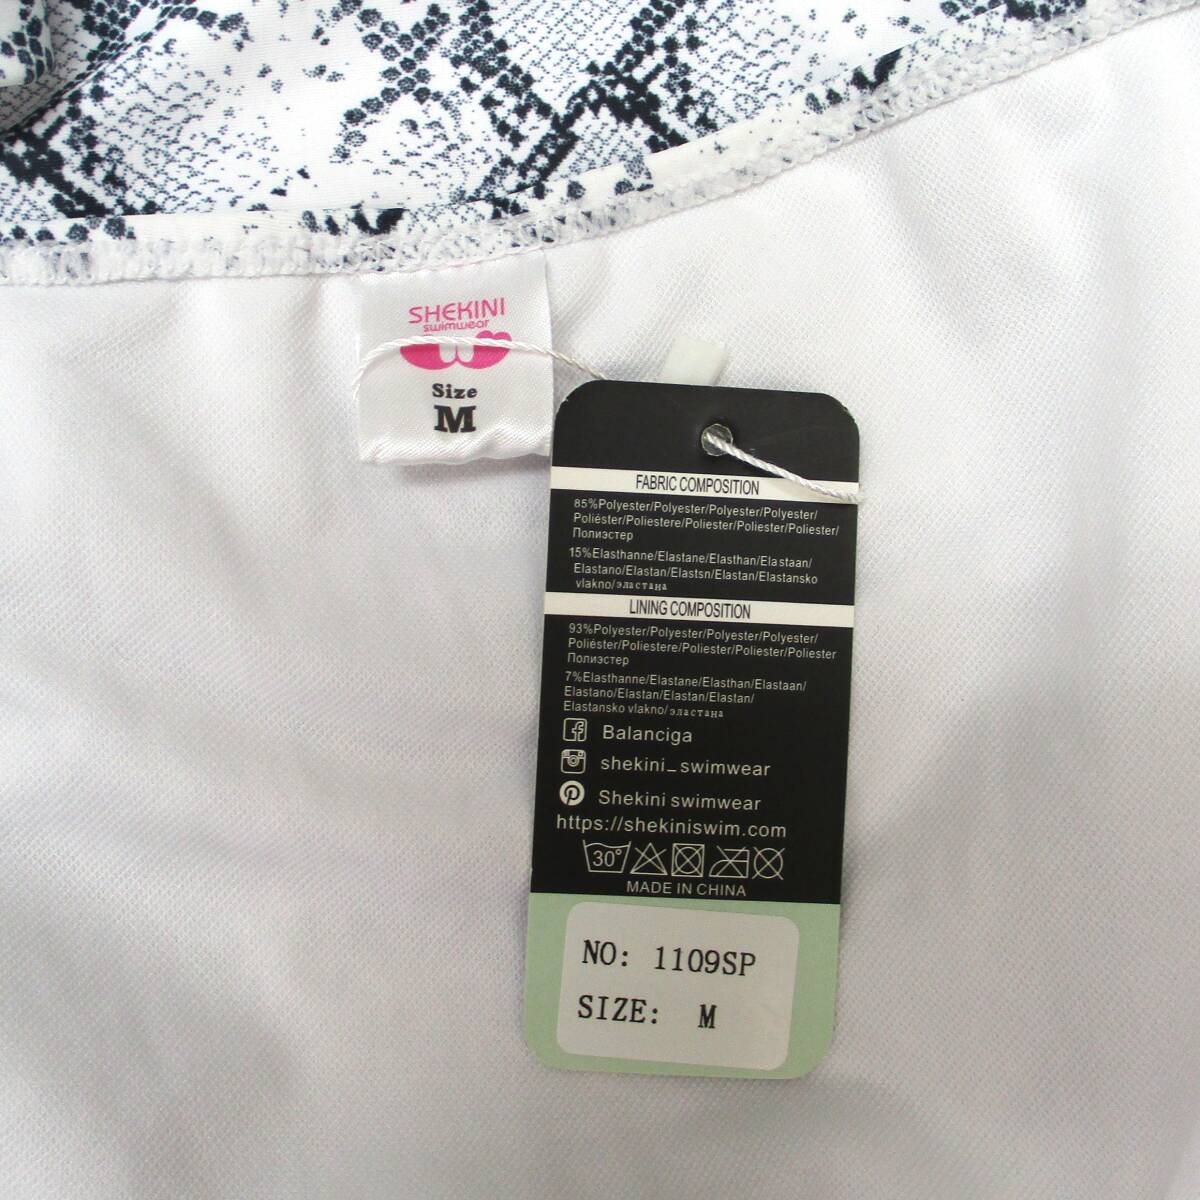 SHEKINI
swimwear
Size
M
FABRIC COMPOSITION
85%Polyester/Polyester/Polyester/Polyester/
Poliéster/Poliestere/Poliester/Poliester/Poliester/
Полиэстер
15%Elasthanne/Elastane/Elasthan/Elastaan/
Elastano/Elastan/Elastsn/Elastan/Elastansko
vlakno/эластана
LINING COMPOSITION
93%Polyester/Polyester/Polyester/Polyester/
Poliéster/Poliestere/Poliester/Poliester/Poliester
Полиэстер
7%Elasthanne/Elastane/Elasthan/Elastaan/
Elastano/Elastan/Elastan/Elastan/
Elastansko vlakno/эластана
Balanciga
shekini_swimwear
Shekini swimwear
https://shekiniswim.com
30°
MADE IN CHINA
NO: 1109SP
SIZE: M